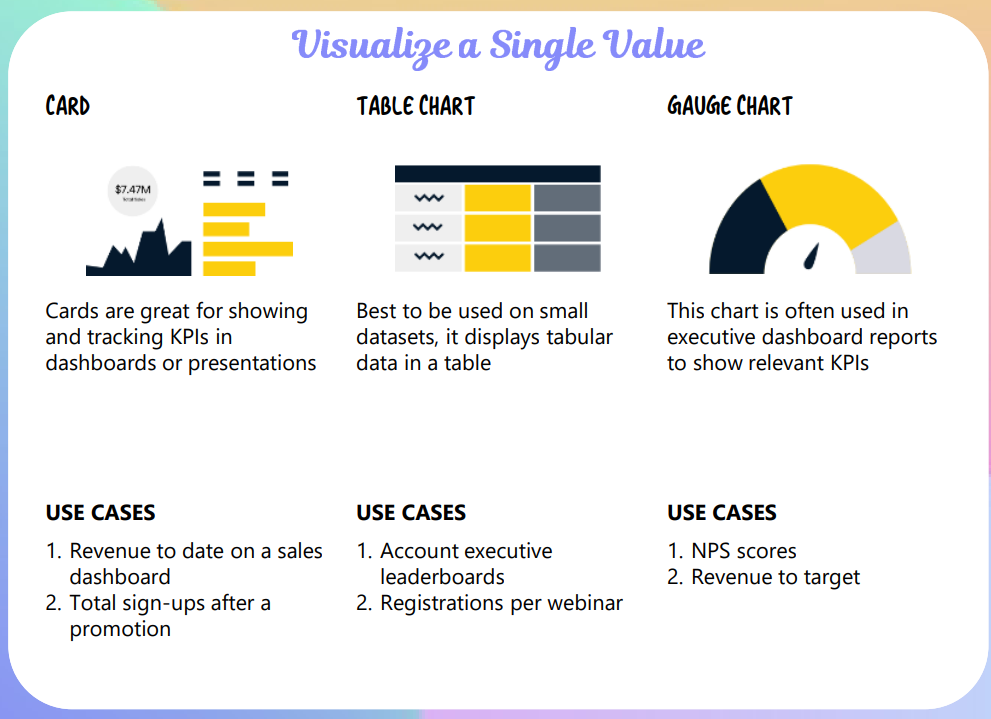 Visualize a Single Value
CARD
$7.47M
Total Sales
Cards are great for showing
and tracking KPIs in
dashboards or presentations
USE CASES
1. Revenue to date on a sales
dashboard
2. Total sign-ups after a
promotion
TABLE CHART
Best to be used on small
datasets, it displays tabular
data in a table
USE CASES
1. Account executive
leaderboards
2. Registrations per webinar
GAUGE CHART
This chart is often used in
executive dashboard reports
to show relevant KPIs
USE CASES
1. NPS scores
2. Revenue to target